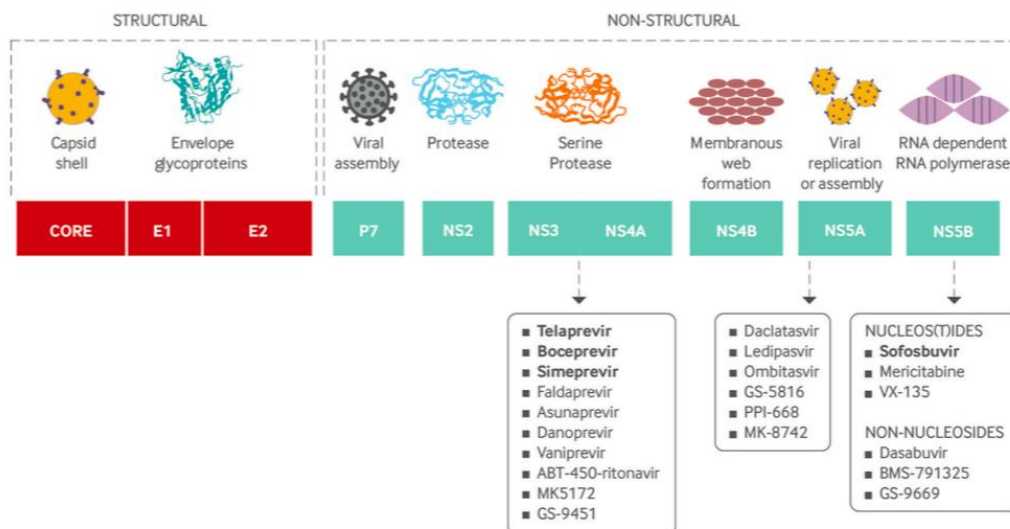 STRUCTURAL
NON-STRUCTURAL
Capsid
shell
Envelope
glycoproteins
Viral
assembly
Protease
Serine
Protease
Membranous
web
formation
Viral
replication
or assembly
RNA dependent
RNA polymerase
CORE
E1
E2
P7
NS2
NS3
NS4A
NS4B
NS5A
NS5B
■ Telaprevir
■ Boceprevir
■ Simeprevir
■ Faldaprevir
■ Asunaprevir
■ Danoprevir
■ Vaniprevir
■ ABT-450-ritonavir
■ MK5172
■ GS-9451
■ Daclatasvir
■ Ledipasvir
■ Ombitasvir
■ GS-5816
■ PPI-668
■ MK-8742
NUCLEOS(T)IDES
■ Sofosbuvir
■ Mericitabine
■ VX-135
NON-NUCLEOSIDES
■ Dasabuvir
■ BMS-791325
■ GS-9669